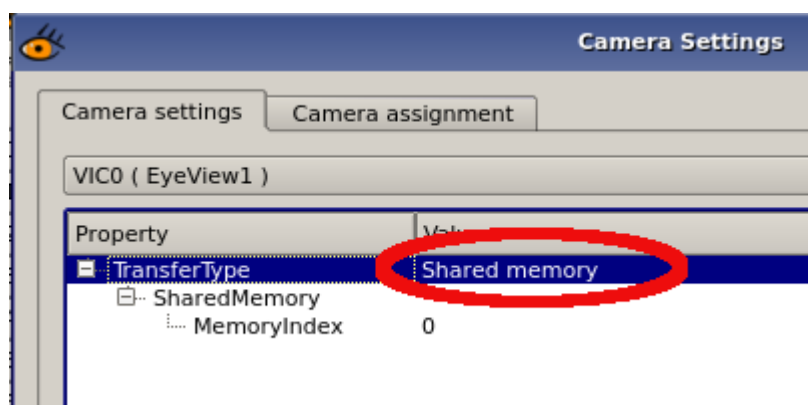 Camera Settings
Camera settings Camera assignment
VIC0 ( EyeView1 )
Property
TransferType Shared memory
SharedMemory
MemoryIndex 0